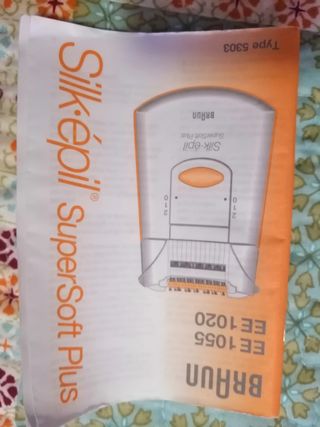 BRAUN
EE 1055
EE 1020
2 1 0
2 1 0
Silk·épil
SuperSoft Plus
BRAUN
Type 5303
Silk·épil® SuperSoft Plus